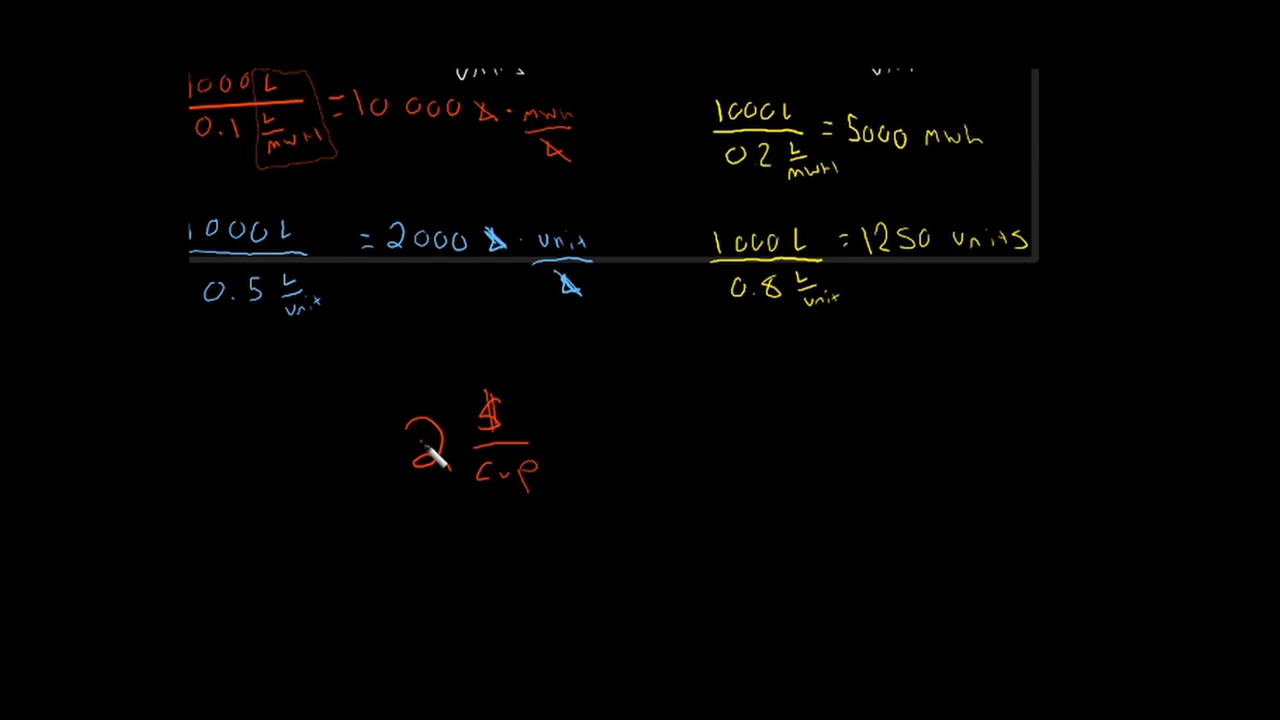 1000 L
0.1 L/mwH = 10 000 L · mwh/L
1000 L
0.2 L/mwH = 5000 mwh
1000 L
0.5 L/unit = 2000 L · unit/L
1000 L
0.8 L/unit = 1250 units
2 $/cup